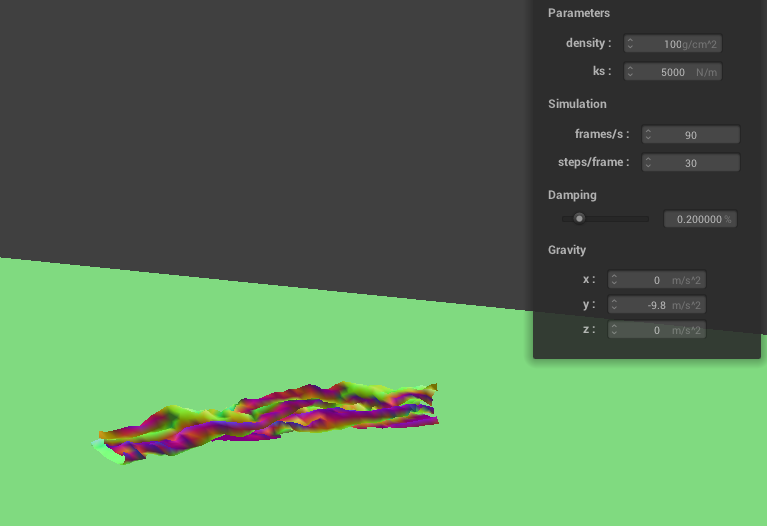 Parameters
density : 100 g/cm^2
ks : 5000 N/m
Simulation
frames/s : 90
steps/frame : 30
Damping
0.200000 %
Gravity
x : 0 m/s^2
y : -9.8 m/s^2
z : 0 m/s^2